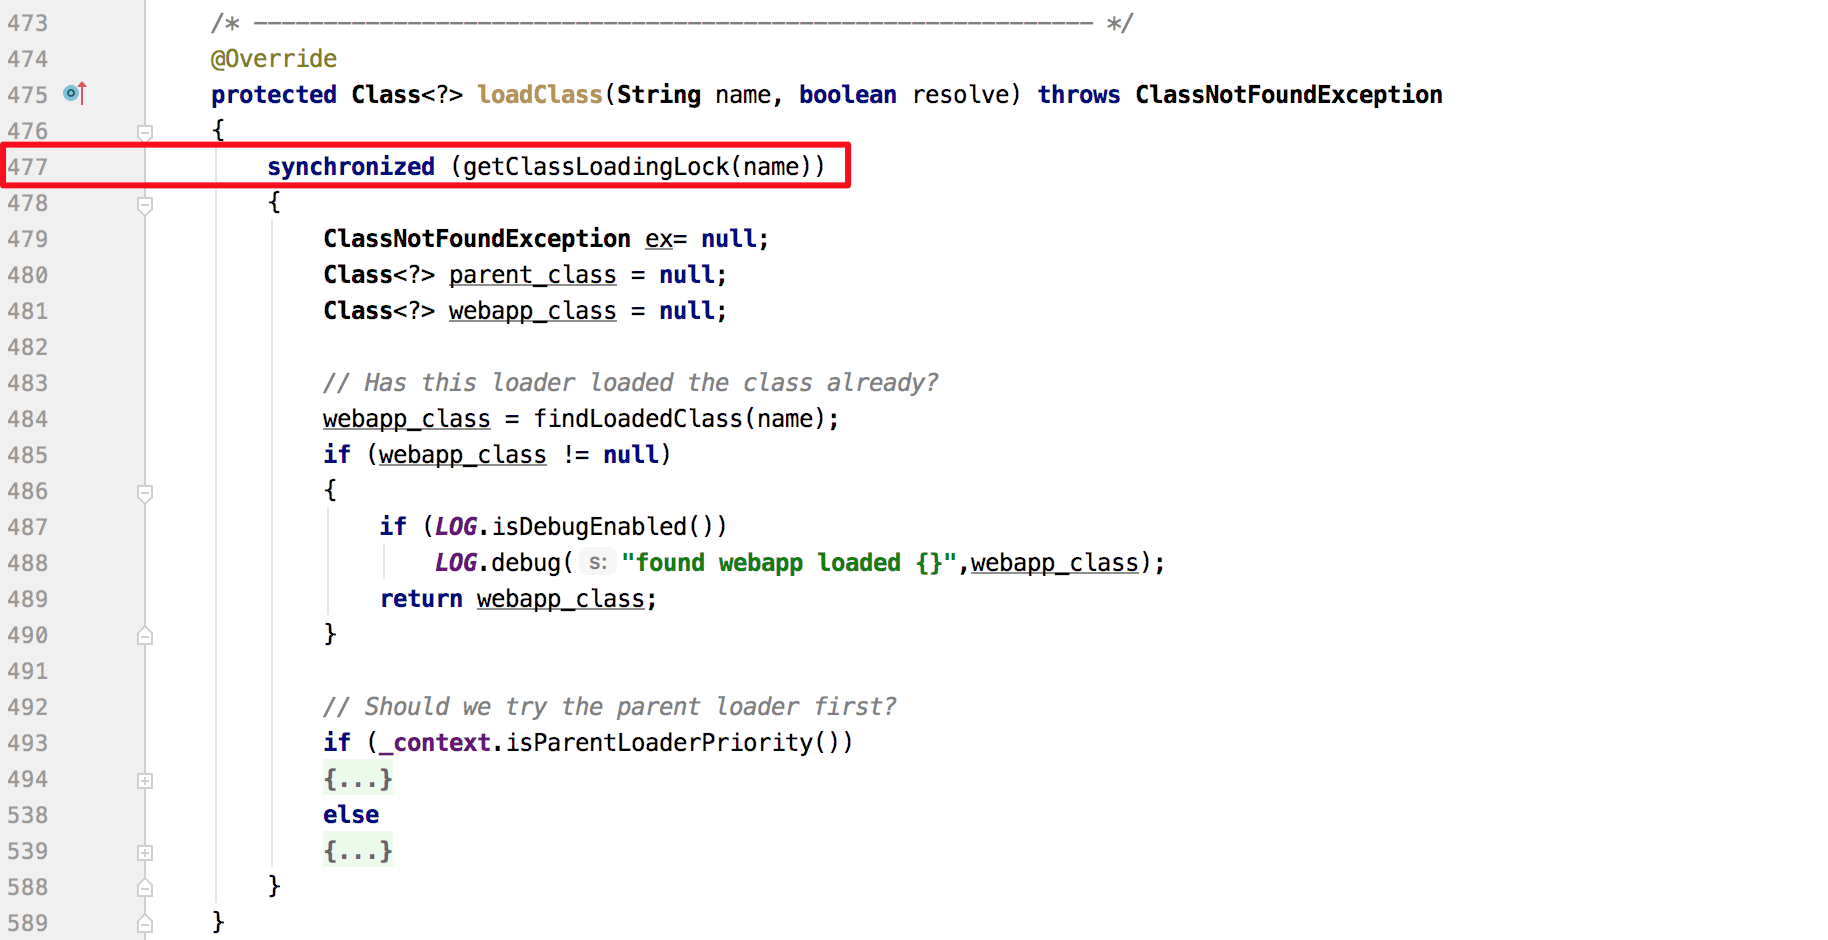 473 /* ------------------------------------------------------------ */
474 @Override
475 protected Class<?> loadClass(String name, boolean resolve) throws ClassNotFoundException
476 {
477 synchronized (getClassLoadingLock(name))
478 {
479 ClassNotFoundException ex= null;
480 Class<?> parent_class = null;
481 Class<?> webapp_class = null;
482
483 // Has this loader loaded the class already?
484 webapp_class = findLoadedClass(name);
485 if (webapp_class != null)
486 {
487 if (LOG.isDebugEnabled())
488 LOG.debug( s: "found webapp loaded {}",webapp_class);
489 return webapp_class;
490 }
491
492 // Should we try the parent loader first?
493 if (_context.isParentLoaderPriority())
494 {...}
538 else
539 {...}
588 }
589 }